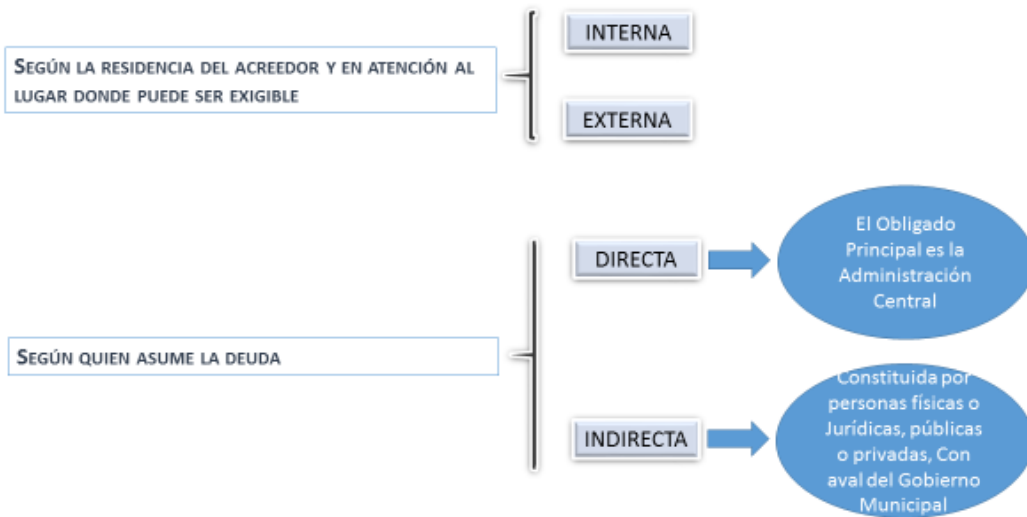 INTERNA
SEGÚN LA RESIDENCIA DEL ACREEDOR Y EN ATENCIÓN AL
LUGAR DONDE PUEDE SER EXIGIBLE
EXTERNA
DIRECTA
El Obligado
Principal es la
Administración
Central
SEGÚN QUIEN ASUME LA DEUDA
INDIRECTA
Constituida por
personas físicas o
Jurídicas, públicas
o privadas, Con
aval del Gobierno
Municipal